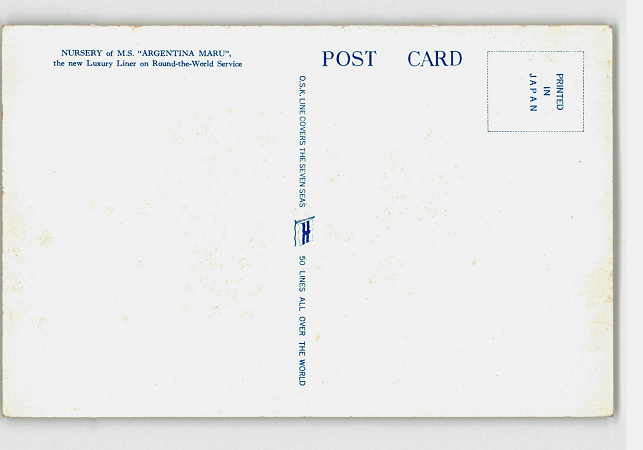 NURSERY of M.S. "ARGENTINA MARU",
the new Luxury Liner on Round-the-World Service
POST CARD
PRINTED
IN
JAPAN
O.S.K. LINE COVERS THE SEVEN SEAS
50 LINES ALL OVER THE WORLD